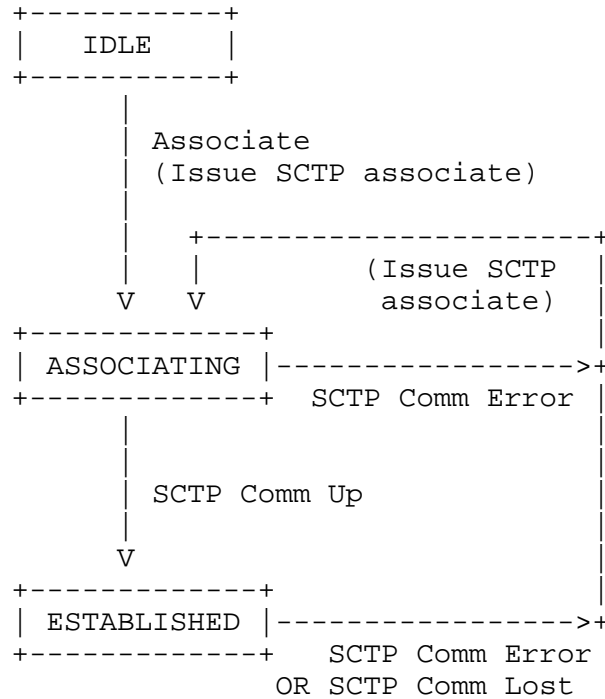 IDLE
Associate
(Issue SCTP associate)
(Issue SCTP
associate)
ASSOCIATING
SCTP Comm Error
SCTP Comm Up
ESTABLISHED
SCTP Comm Error
OR SCTP Comm Lost